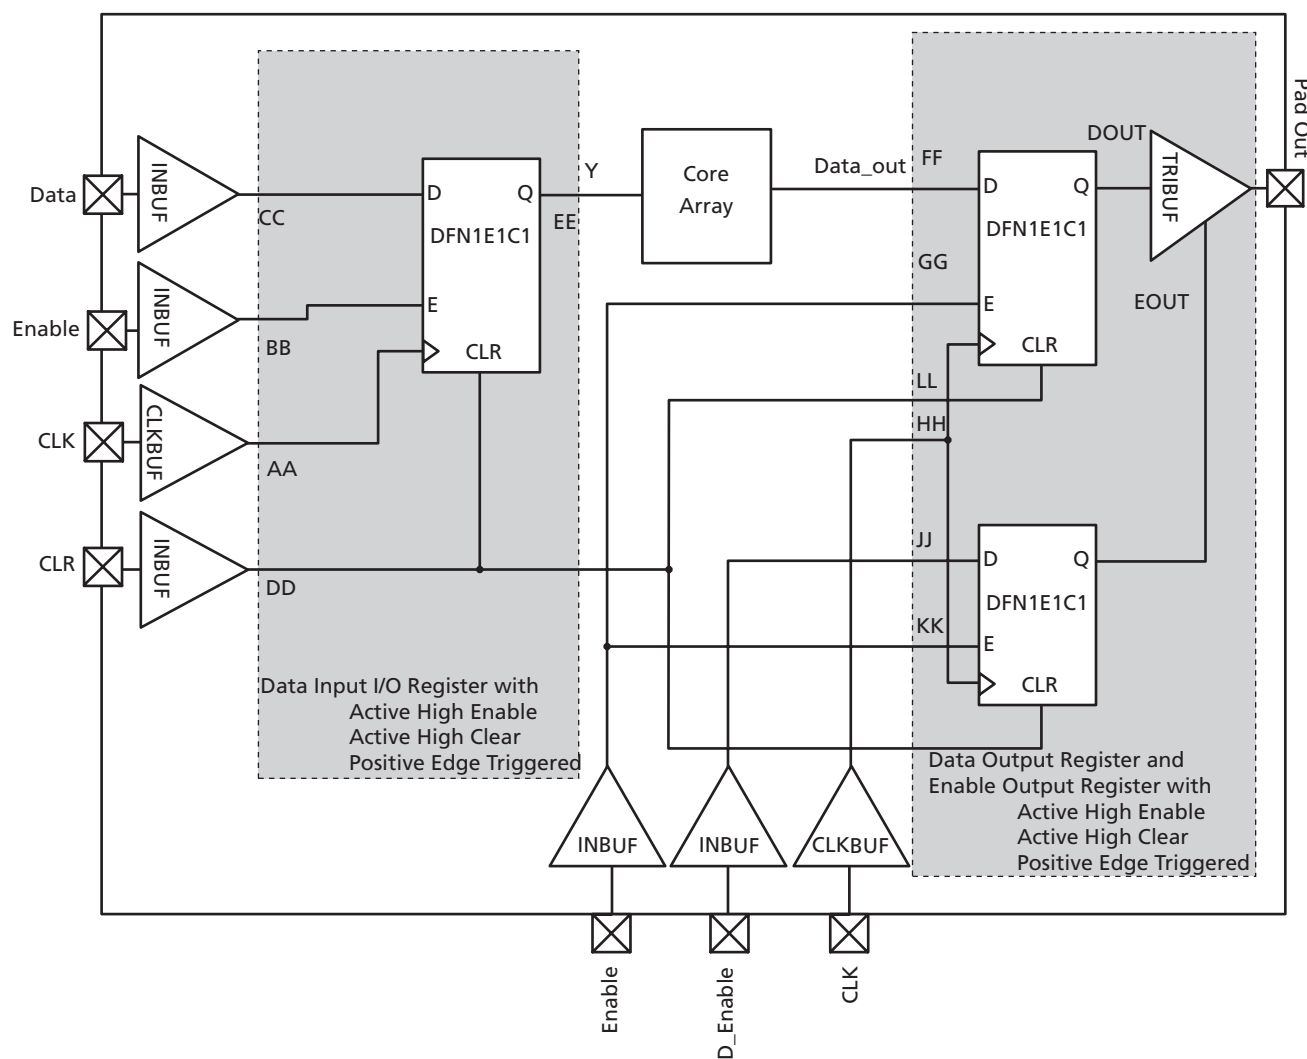 Data
INBUF
CC
D
Q
DFN1E1C1
E
CLR
Y
EE
Core
Array
Data_out
FF
D
Q
DFN1E1C1
GG
E
CLR
DOUT
TRIBUF
EOUT
Pad Out
Enable
INBUF
BB
CLK
CLKBUF
AA
CLR
INBUF
DD
LL
HH
JJ
D
Q
DFN1E1C1
KK
E
CLR
Data Input I/O Register with
Active High Enable
Active High Clear
Positive Edge Triggered
Data Output Register and
Enable Output Register with
Active High Enable
Active High Clear
Positive Edge Triggered
INBUF
INBUF
CLKBUF
Enable
D_Enable
CLK